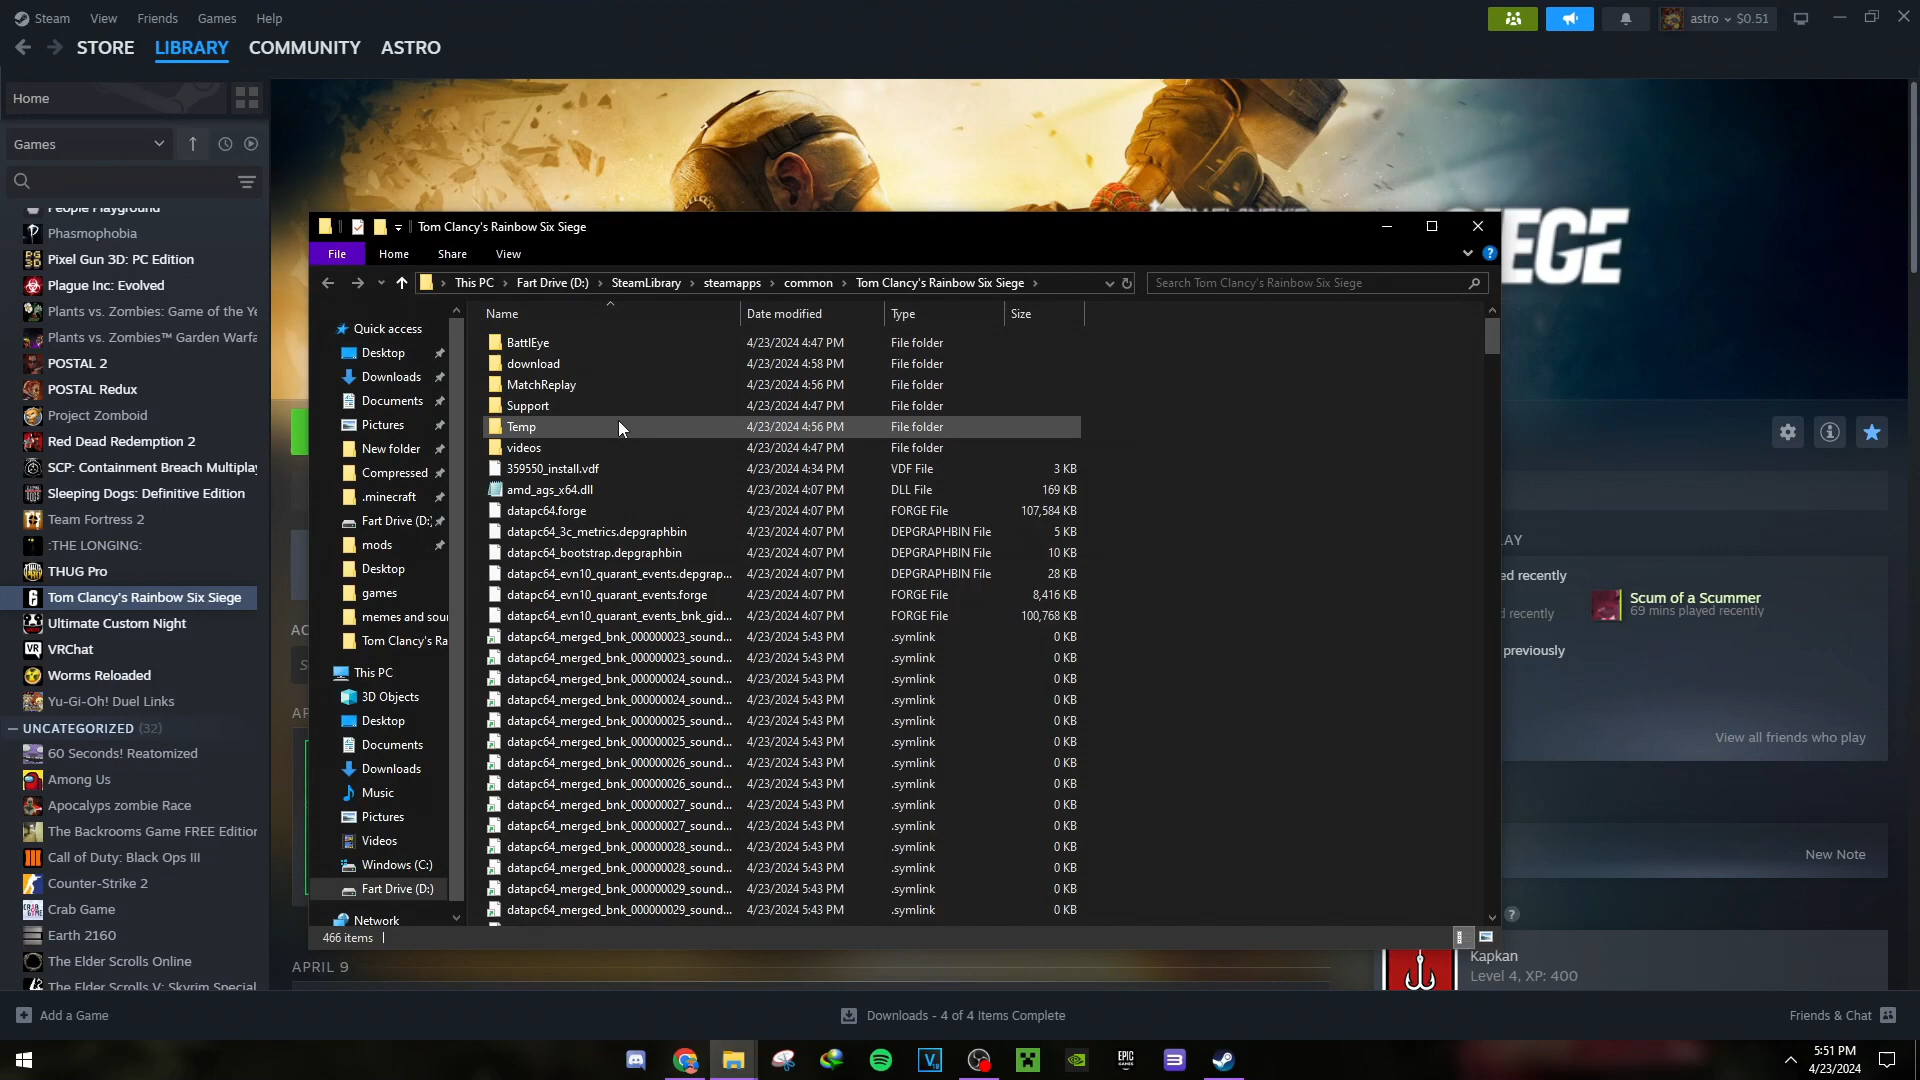 Steam View Friends Games Help
astro $0.51
STORE LIBRARY COMMUNITY ASTRO
Home
Games
People Playground
Phasmophobia
Pixel Gun 3D: PC Edition
Plague Inc: Evolved
Plants vs. Zombies: Game of the Ye
Plants vs. Zombies™ Garden Warfa
POSTAL 2
POSTAL Redux
Project Zomboid
Red Dead Redemption 2
SCP: Containment Breach Multiplay
Sleeping Dogs: Definitive Edition
Team Fortress 2
:THE LONGING:
THUG Pro
Tom Clancy's Rainbow Six Siege
Ultimate Custom Night
VRChat
Worms Reloaded
Yu-Gi-Oh! Duel Links
UNCATEGORIZED (32)
60 Seconds! Reatomized
Among Us
Apocalyps zombie Race
The Backrooms Game FREE Edition
Call of Duty: Black Ops III
Counter-Strike 2
Crab Game
Earth 2160
The Elder Scrolls Online
The Elder Scrolls V: Skyrim Special
Tom Clancy's Rainbow Six Siege
File Home Share View
This PC Fart Drive (D:) SteamLibrary steamapps common Tom Clancy's Rainbow Six Siege
Search Tom Clancy's Rainbow Six Siege
Quick access
Desktop
Downloads
Documents
Pictures
New folder
Compressed
.minecraft
Fart Drive (D:)
mods
Desktop
games
memes and sour
Tom Clancy's Ra
This PC
3D Objects
Desktop
Documents
Downloads
Music
Pictures
Videos
Windows (C:)
Fart Drive (D:)
Network
Name Date modified Type Size
BattlEye 4/23/2024 4:47 PM File folder
download 4/23/2024 4:58 PM File folder
MatchReplay 4/23/2024 4:56 PM File folder
Support 4/23/2024 4:47 PM File folder
Temp 4/23/2024 4:56 PM File folder
videos 4/23/2024 4:47 PM File folder
359550_install.vdf 4/23/2024 4:34 PM VDF File 3 KB
amd_ags_x64.dll 4/23/2024 4:07 PM DLL File 169 KB
datapc64.forge 4/23/2024 4:07 PM FORGE File 107,584 KB
datapc64_3c_metrics.depgraphbin 4/23/2024 4:07 PM DEPGRAPHBIN File 5 KB
datapc64_bootstrap.depgraphbin 4/23/2024 4:07 PM DEPGRAPHBIN File 10 KB
datapc64_evn10_quarant_events.depgrap... 4/23/2024 4:07 PM DEPGRAPHBIN File 28 KB
datapc64_evn10_quarant_events.forge 4/23/2024 4:07 PM FORGE File 8,416 KB
datapc64_evn10_quarant_events_bnk_gid... 4/23/2024 4:07 PM FORGE File 100,768 KB
datapc64_merged_bnk_000000023_sound... 4/23/2024 5:43 PM .symlink 0 KB
datapc64_merged_bnk_000000023_sound... 4/23/2024 5:43 PM .symlink 0 KB
datapc64_merged_bnk_000000024_sound... 4/23/2024 5:43 PM .symlink 0 KB
datapc64_merged_bnk_000000024_sound... 4/23/2024 5:43 PM .symlink 0 KB
datapc64_merged_bnk_000000025_sound... 4/23/2024 5:43 PM .symlink 0 KB
datapc64_merged_bnk_000000025_sound... 4/23/2024 5:43 PM .symlink 0 KB
datapc64_merged_bnk_000000026_sound... 4/23/2024 5:43 PM .symlink 0 KB
datapc64_merged_bnk_000000026_sound... 4/23/2024 5:43 PM .symlink 0 KB
datapc64_merged_bnk_000000027_sound... 4/23/2024 5:43 PM .symlink 0 KB
datapc64_merged_bnk_000000027_sound... 4/23/2024 5:43 PM .symlink 0 KB
datapc64_merged_bnk_000000028_sound... 4/23/2024 5:43 PM .symlink 0 KB
datapc64_merged_bnk_000000028_sound... 4/23/2024 5:43 PM .symlink 0 KB
datapc64_merged_bnk_000000029_sound... 4/23/2024 5:43 PM .symlink 0 KB
datapc64_merged_bnk_000000029_sound... 4/23/2024 5:43 PM .symlink 0 KB
466 items
EGE
AY
ed recently
Scum of a Scummer
69 mins played recently
d recently
previously
View all friends who play
New Note
Kapkan
Level 4, XP: 400
AC
S
AP
APRIL 9
Add a Game
Downloads - 4 of 4 Items Complete
Friends & Chat
EPIC GAMES
5:51 PM
4/23/2024